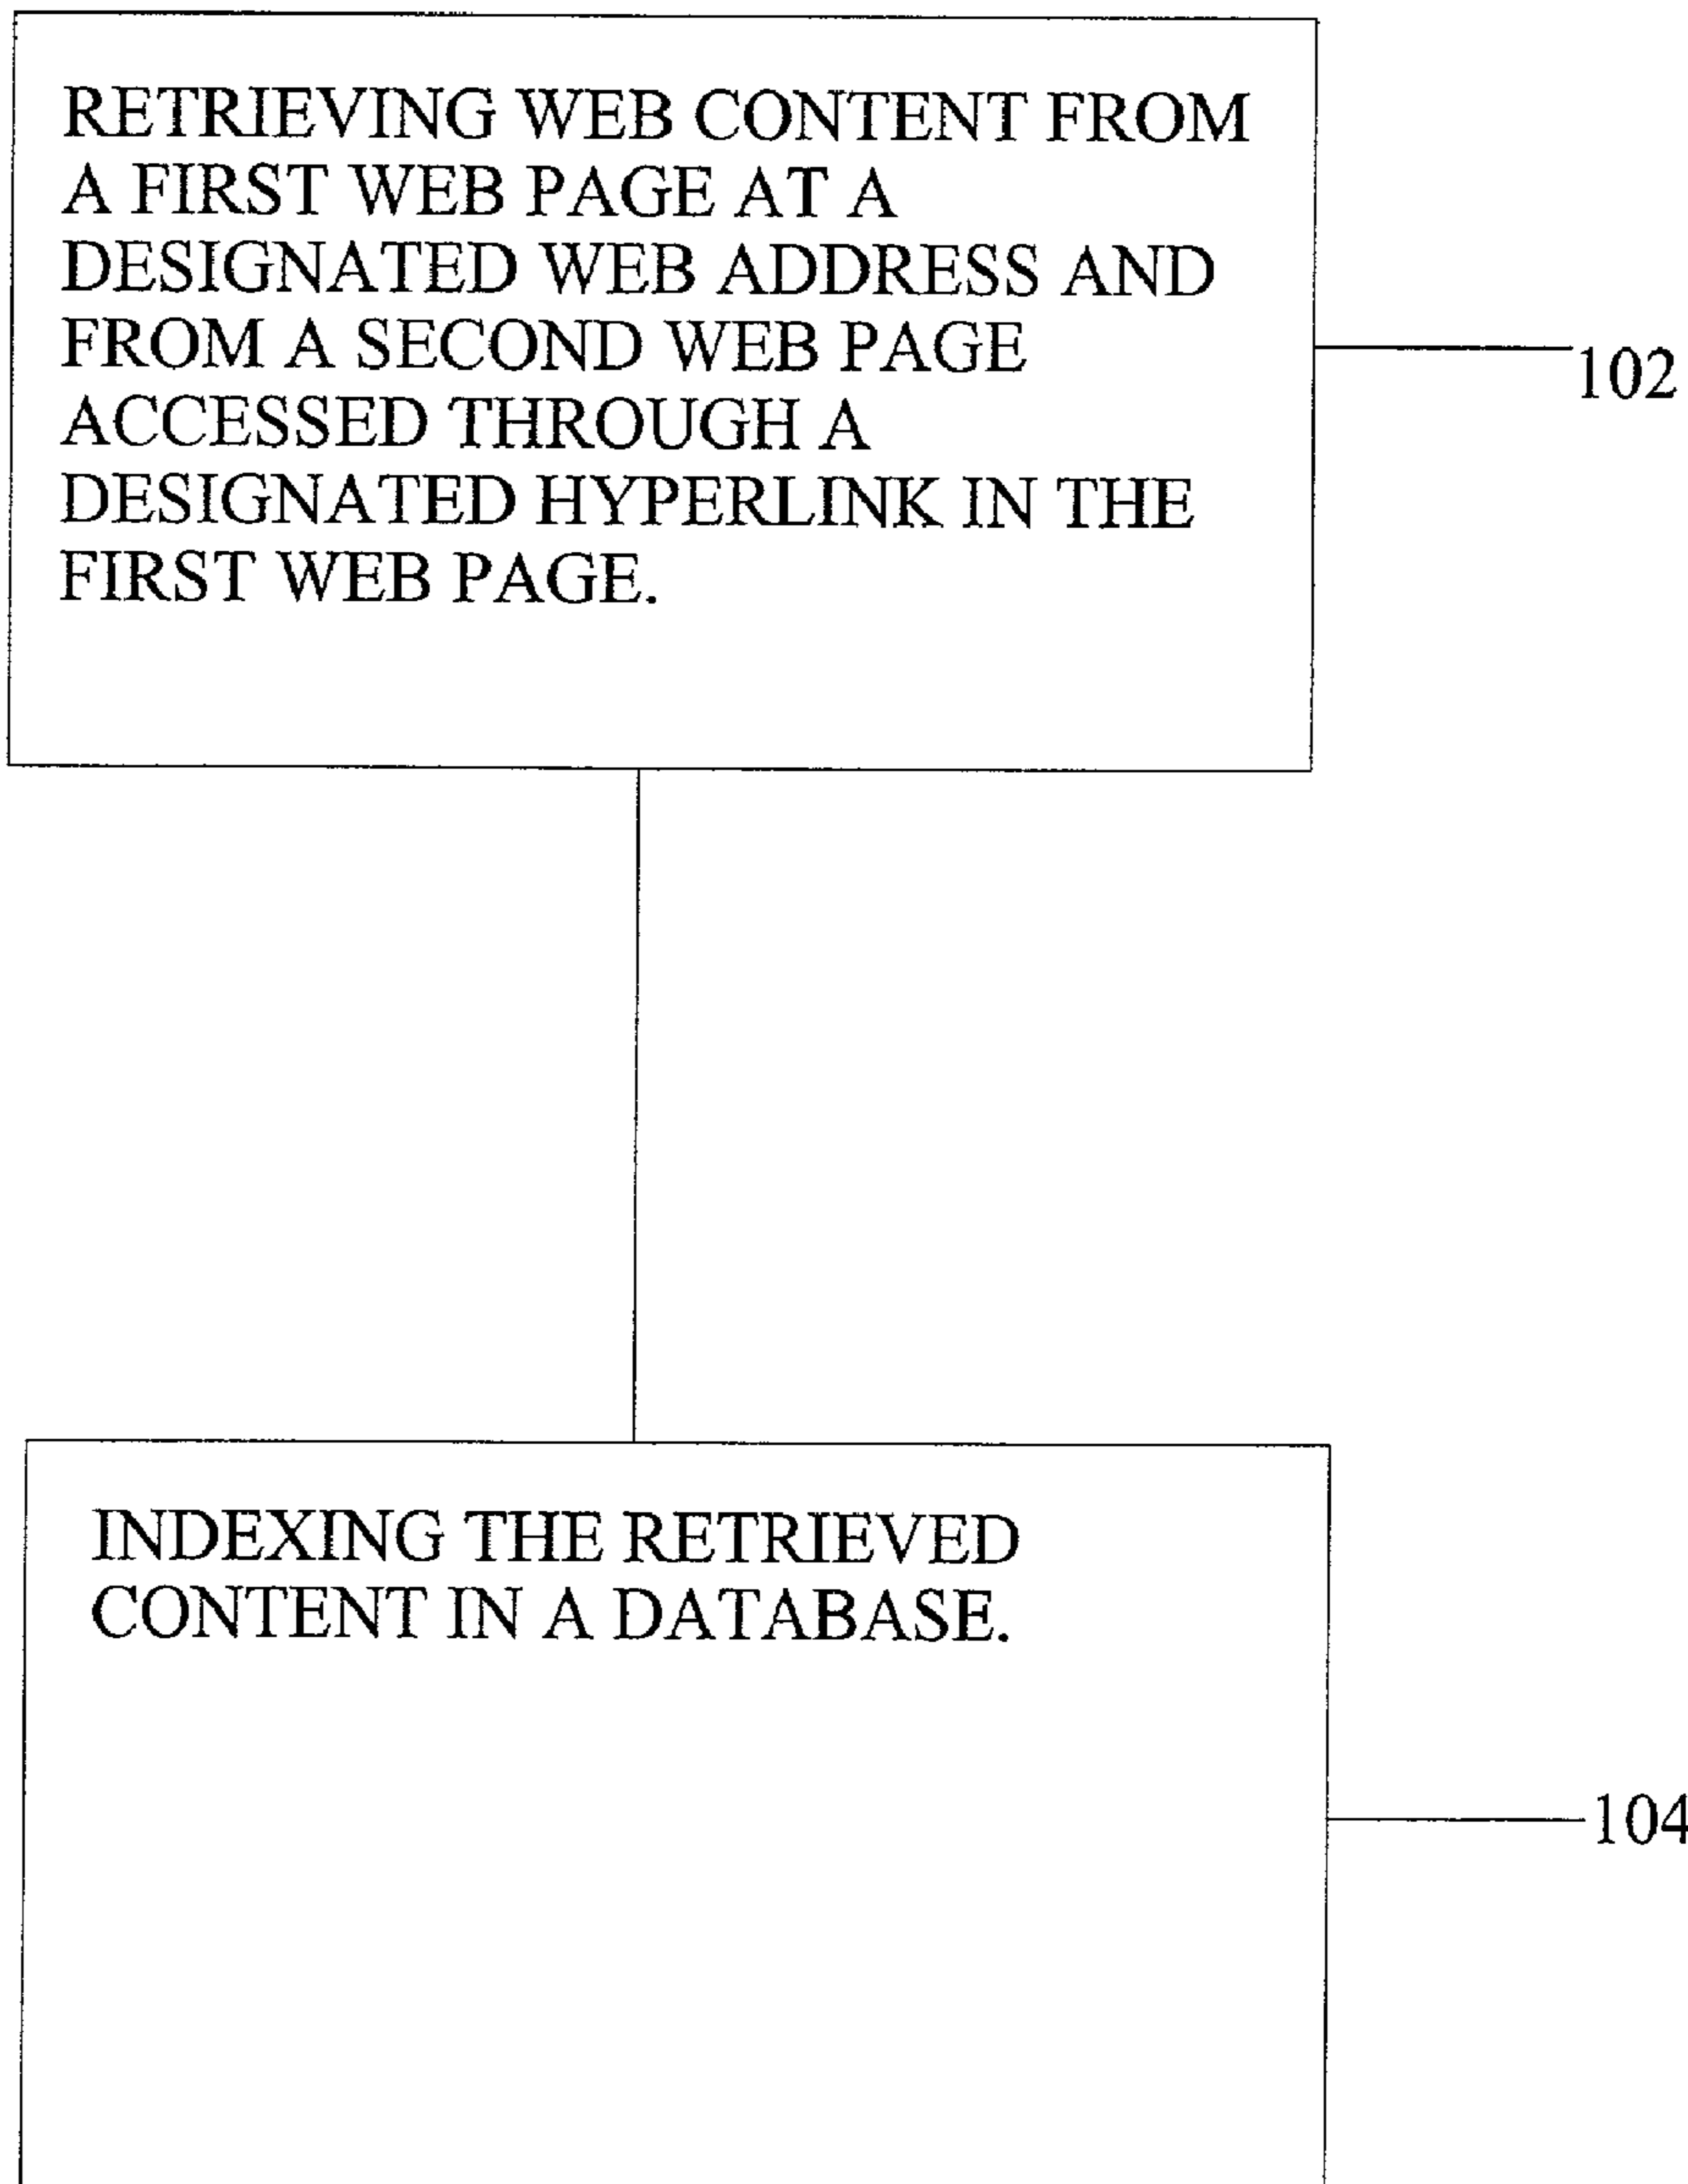 RETRIEVING WEB CONTENT FROM
A FIRST WEB PAGE AT A
DESIGNATED WEB ADDRESS AND
FROM A SECOND WEB PAGE
ACCESSED THROUGH A
DESIGNATED HYPERLINK IN THE
FIRST WEB PAGE.
102
INDEXING THE RETRIEVED
CONTENT IN A DATABASE.
104